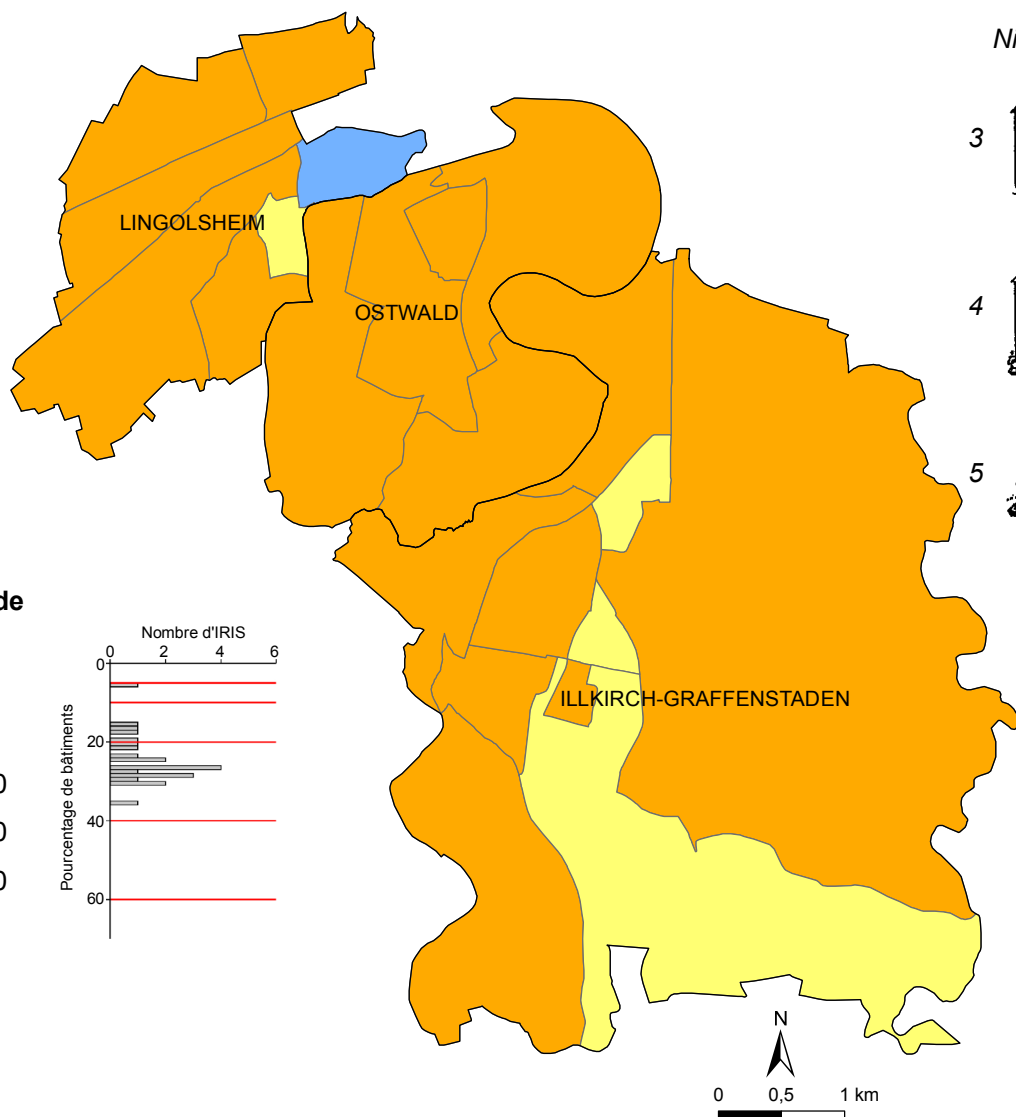 Ni
3
LINGOLSHEIM
4
OSTWALD
5
de
Nombre d'IRIS
0 2 4 6
0
20
40
60
Pourcentage de bâtiments
0
0
0
ILLKIRCH-GRAFFENSTADEN
N
0 0,5 1 km